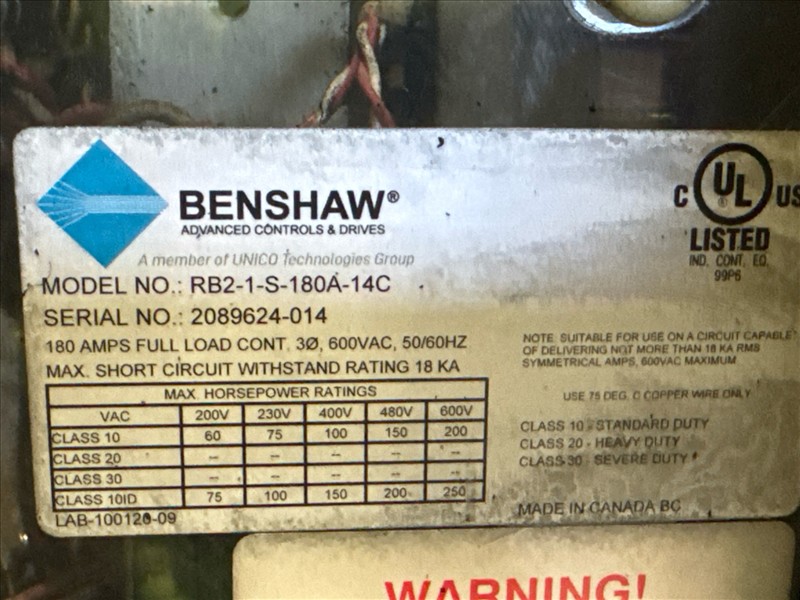 BENSHAW®
ADVANCED CONTROLS & DRIVES
A member of UNICO Technologies Group
C UL ® US
LISTED
IND. CONT. EQ.
99P6
MODEL NO.: RB2-1-S-180A-14C
SERIAL NO.: 2089624-014
180 AMPS FULL LOAD CONT. 3Ø, 600VAC, 50/60HZ
MAX. SHORT CIRCUIT WITHSTAND RATING 18 KA
NOTE: SUITABLE FOR USE ON A CIRCUIT CAPABLE
OF DELIVERING NOT MORE THAN 18 KA RMS
SYMMETRICAL AMPS, 600VAC MAXIMUM
USE 75 DEG. C COPPER WIRE ONLY
MAX. HORSEPOWER RATINGS
VAC 200V 230V 400V 480V 600V
CLASS 10 60 75 100 150 200
CLASS 20 -- -- -- -- --
CLASS 30 -- -- -- -- --
CLASS 10ID 75 100 150 200 250
CLASS 10 - STANDARD DUTY
CLASS 20 - HEAVY DUTY
CLASS 30 - SEVERE DUTY
LAB-100120-09
MADE IN CANADA BC
WARNING!